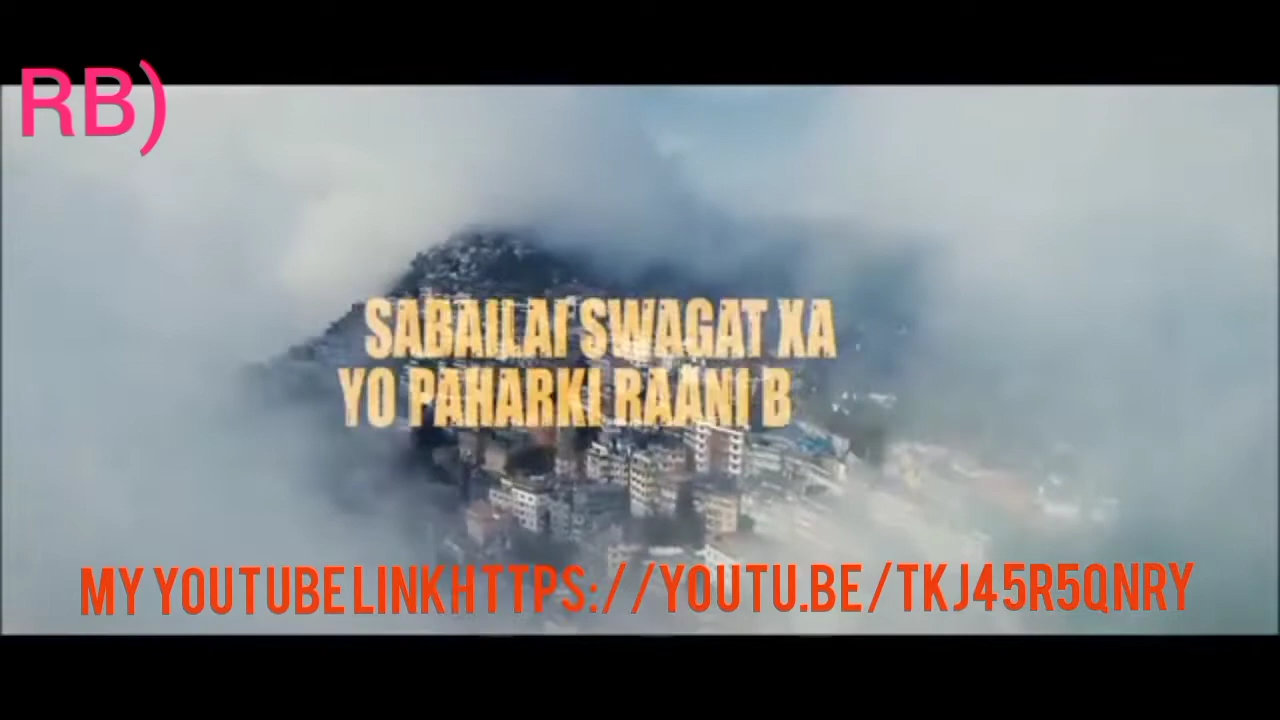 RB)
SABAILAI SWAGAT XA
YO PAHARKI RAANI B
MY YOUTUBE LINKHTTPS://YOUTU.BE/TKJ45R5QNRY